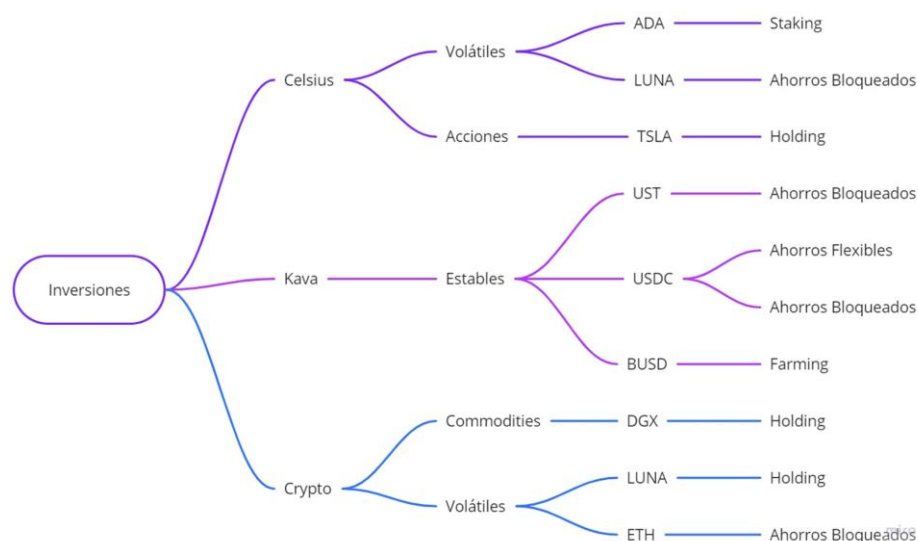 Inversiones
Celsius
Volátiles
ADA
Staking
LUNA
Ahorros Bloqueados
Acciones
TSLA
Holding
Kava
Estables
UST
Ahorros Bloqueados
USDC
Ahorros Flexibles
Ahorros Bloqueados
BUSD
Farming
Crypto
Commodities
DGX
Holding
Volátiles
LUNA
Holding
ETH
Ahorros Bloqueados
miro